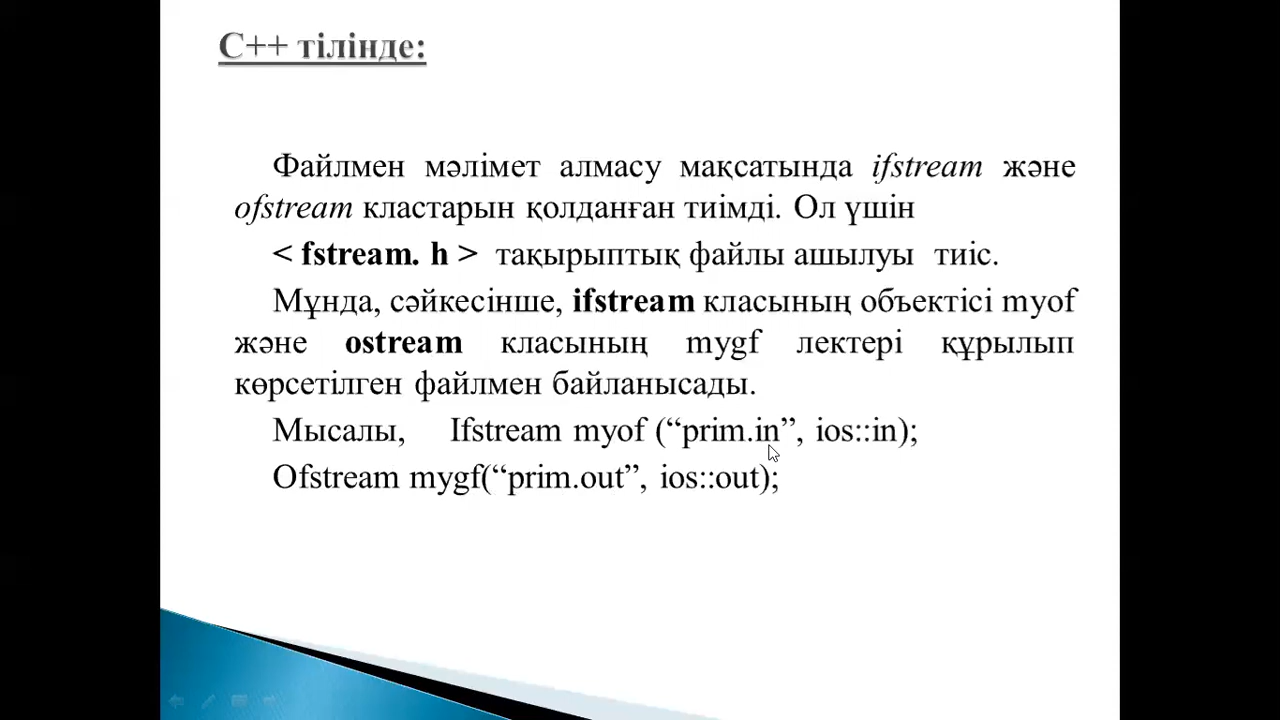 C++ тілінде:
Файлмен мәлімет алмасу мақсатында ifstream және
ofstream кластарын қолданған тиімді. Ол үшін
< fstream. h > тақырыптық файлы ашылуы тиіс.
Мұнда, сәйкесінше, ifstream класының объектісі myof
және ostream класының mygf лектері құрылып
көрсетілген файлмен байланысады.
Мысалы, Ifstream myof (“prim.in”, ios::in);
Ofstream mygf(“prim.out”, ios::out);